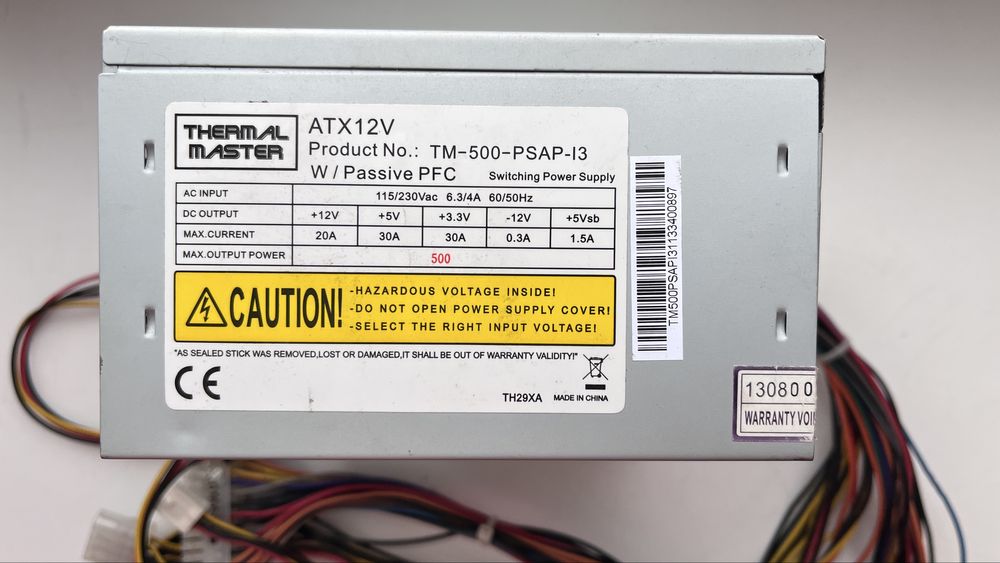 THERMAL
MASTER
ATX12V
Product No.: TM-500-PSAP-I3
W / Passive PFC Switching Power Supply
AC INPUT 115/230Vac 6.3/4A 60/50Hz
DC OUTPUT +12V +5V +3.3V -12V +5Vsb
MAX.CURRENT 20A 30A 30A 0.3A 1.5A
MAX.OUTPUT POWER 500
CAUTION!
-HAZARDOUS VOLTAGE INSIDE!
-DO NOT OPEN POWER SUPPLY COVER!
-SELECT THE RIGHT INPUT VOLTAGE!
"AS SEALED STICK WAS REMOVED,LOST OR DAMAGED,IT SHALL BE OUT OF WARRANTY VALIDITY!"
CE
TH29XA MADE IN CHINA
TM500PSAPI31133400897
130800
WARRANTY VOI